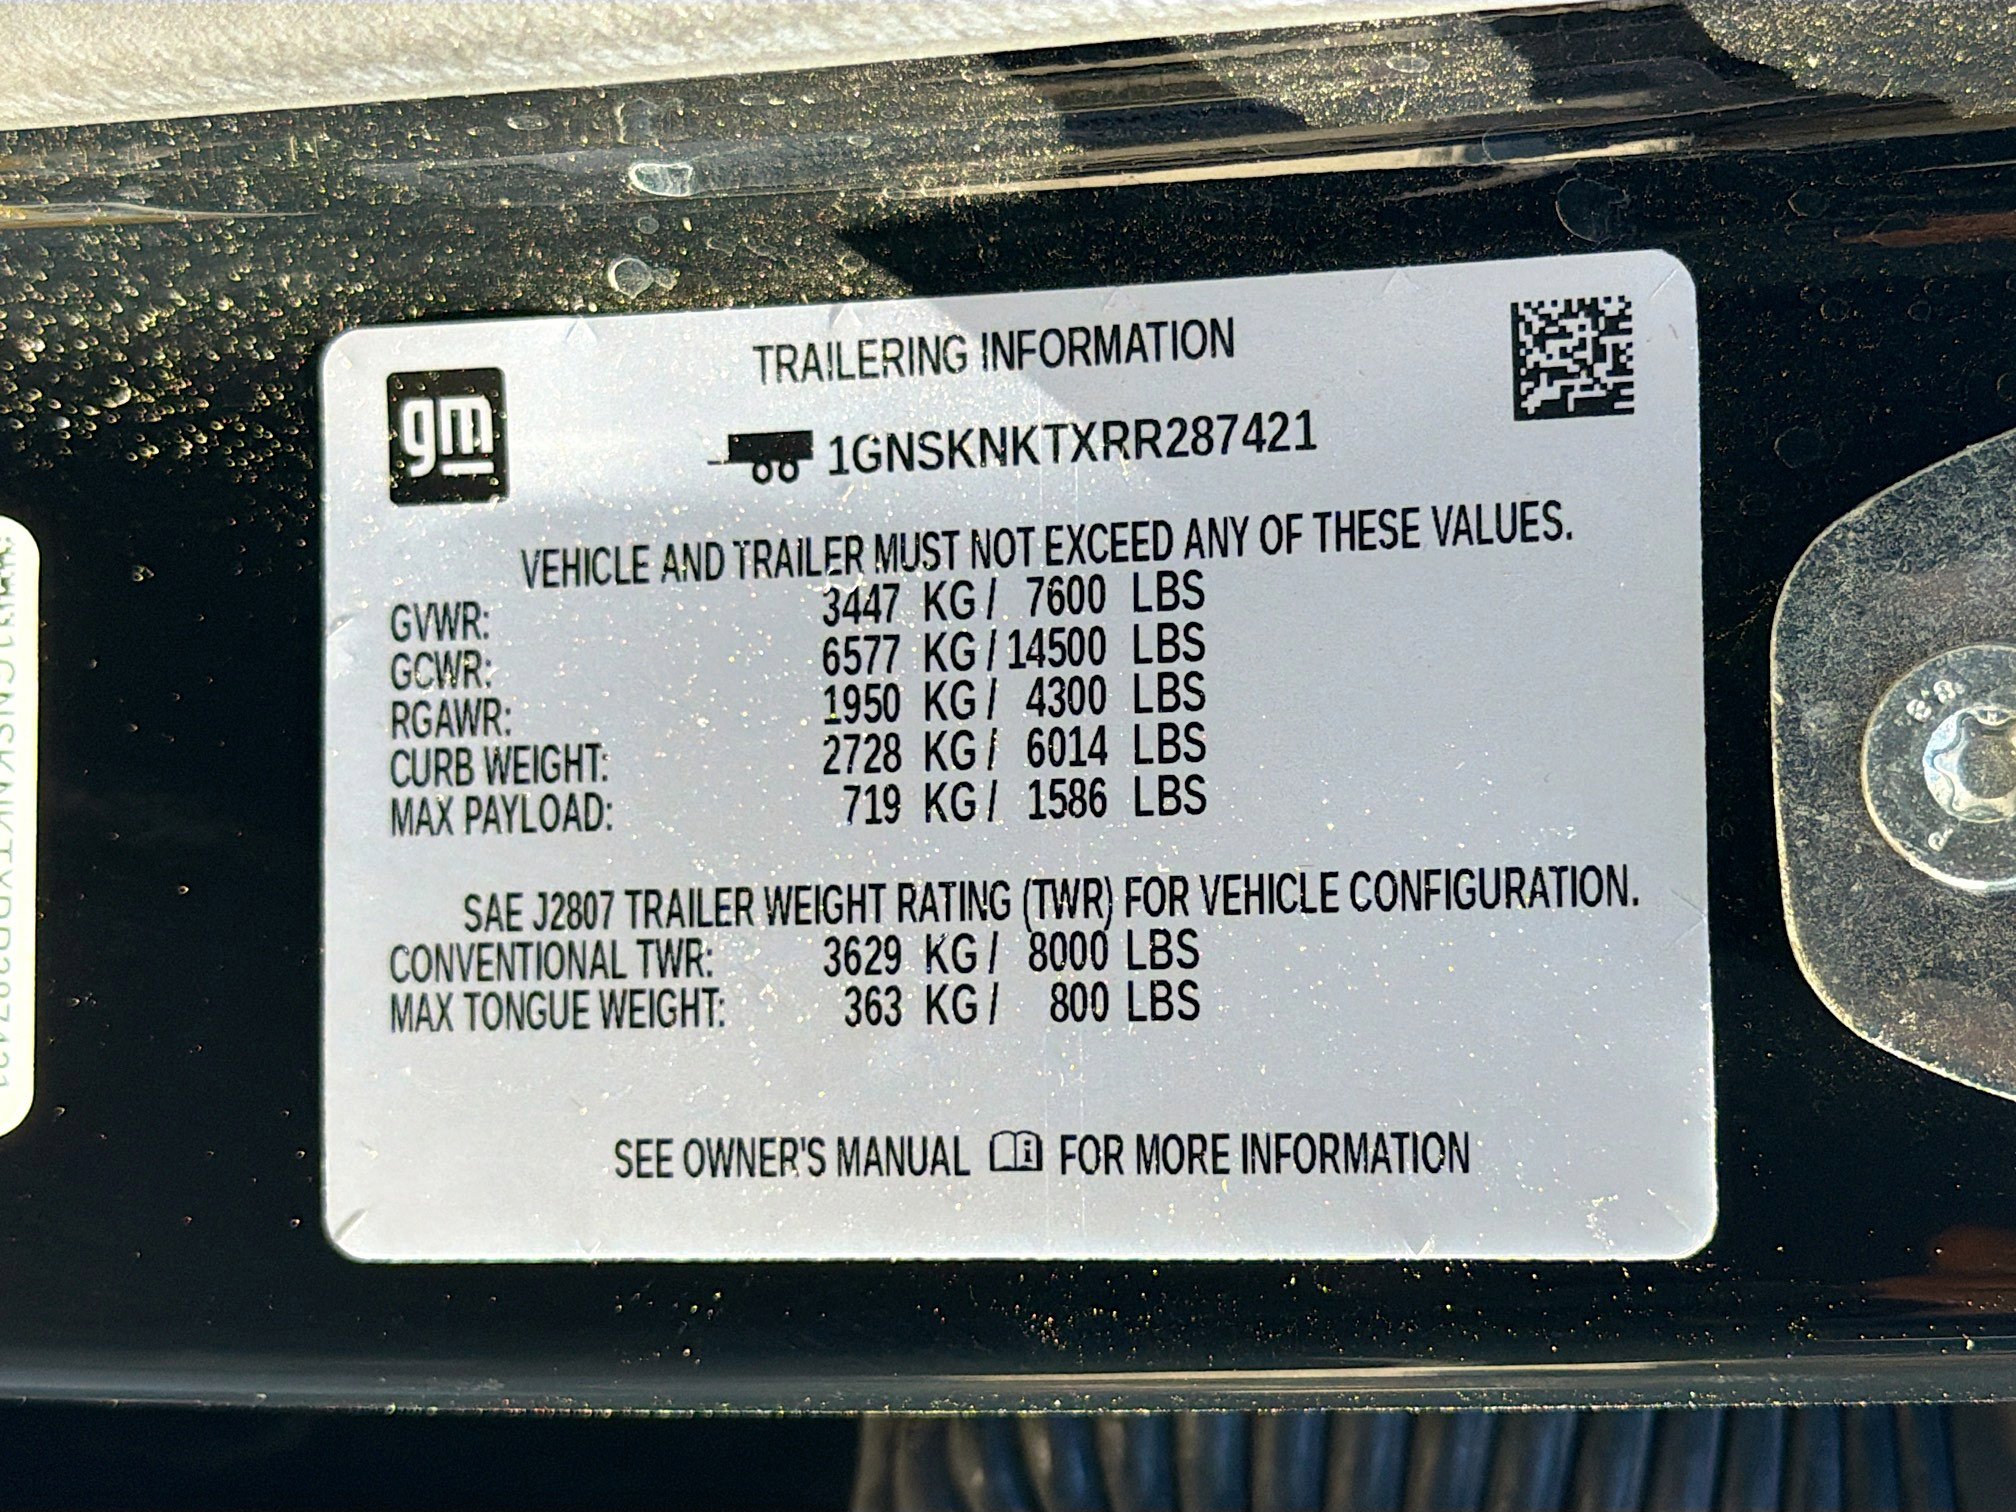 gm
TRAILERING INFORMATION
1GNSKNKTXRR287421
VEHICLE AND TRAILER MUST NOT EXCEED ANY OF THESE VALUES.
GVWR: 3447 KG / 7600 LBS
GCWR: 6577 KG / 14500 LBS
RGAWR: 1950 KG / 4300 LBS
CURB WEIGHT: 2728 KG / 6014 LBS
MAX PAYLOAD: 719 KG / 1586 LBS
SAE J2807 TRAILER WEIGHT RATING (TWR) FOR VEHICLE CONFIGURATION.
CONVENTIONAL TWR: 3629 KG / 8000 LBS
MAX TONGUE WEIGHT: 363 KG / 800 LBS
SEE OWNER'S MANUAL FOR MORE INFORMATION